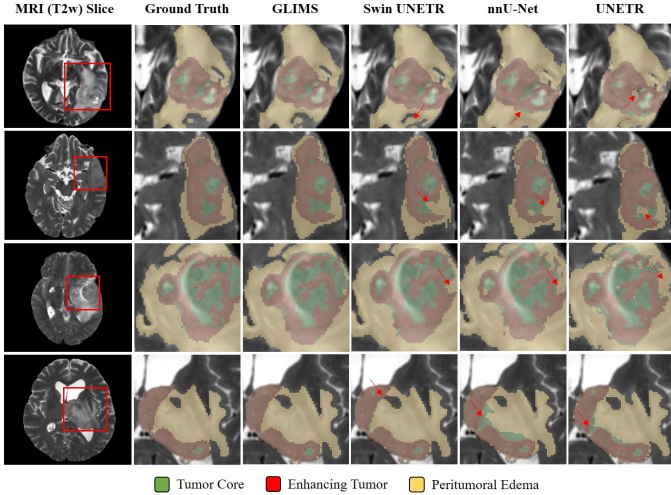 MRI (T2w) Slice Ground Truth GLIMS Swin UNETR nnU-Net UNETR
Tumor Core Enhancing Tumor Peritumoral Edema